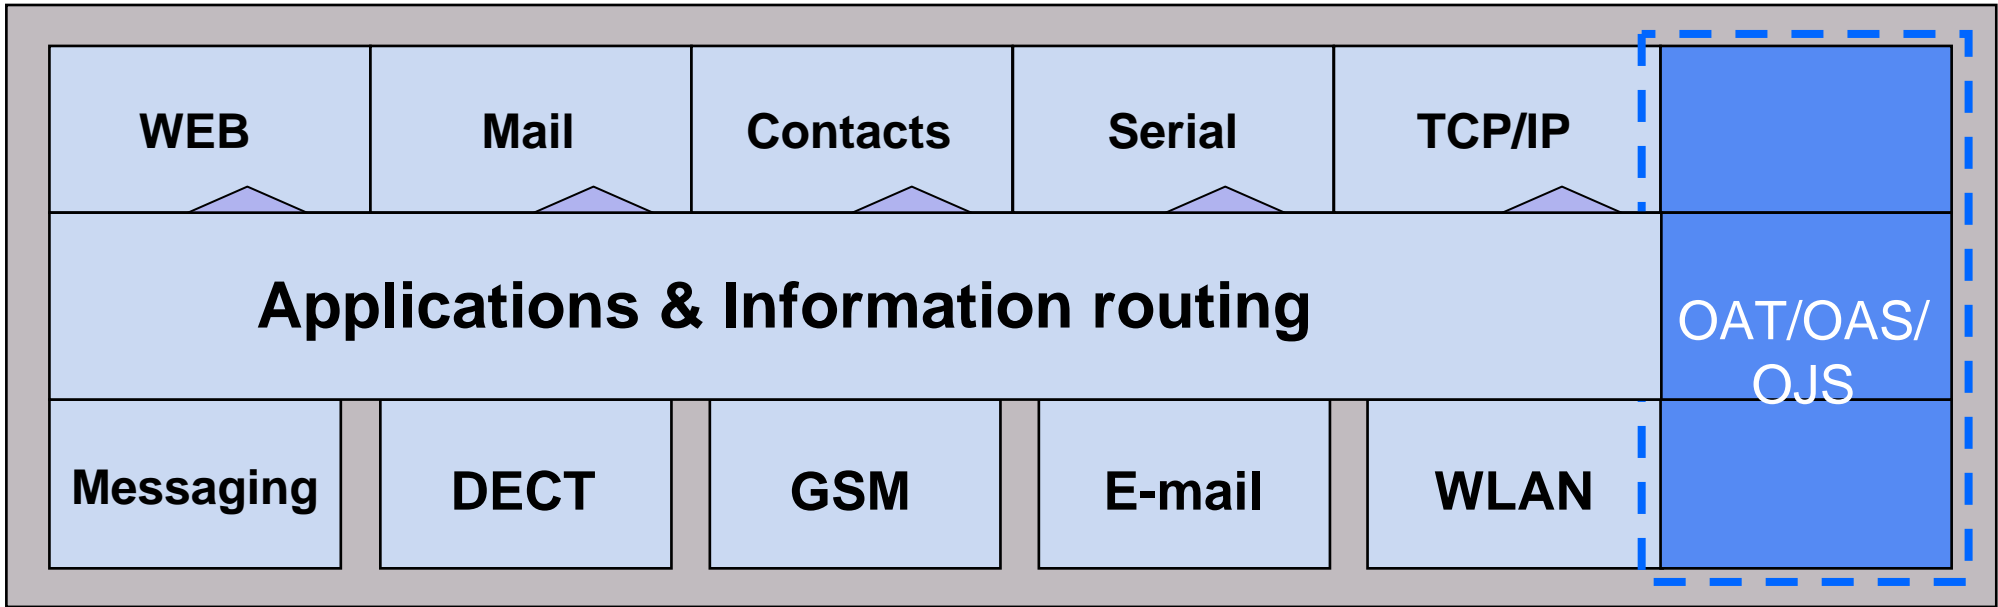 WEB
Mail
Contacts
Serial
TCP/IP
Applications & Information routing
OAT/OAS/
OJS
Messaging
DECT
GSM
E-mail
WLAN